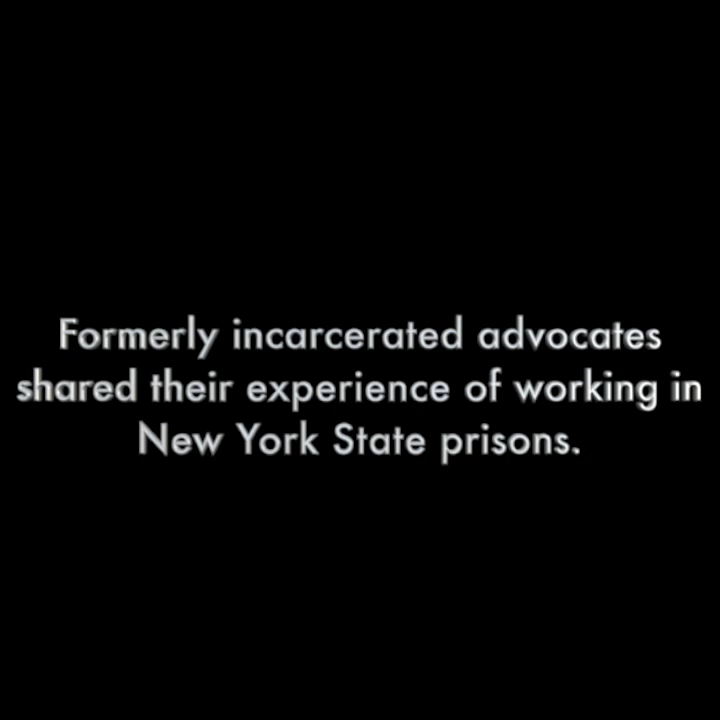 Formerly incarcerated advocates
shared their experience of working in
New York State prisons.